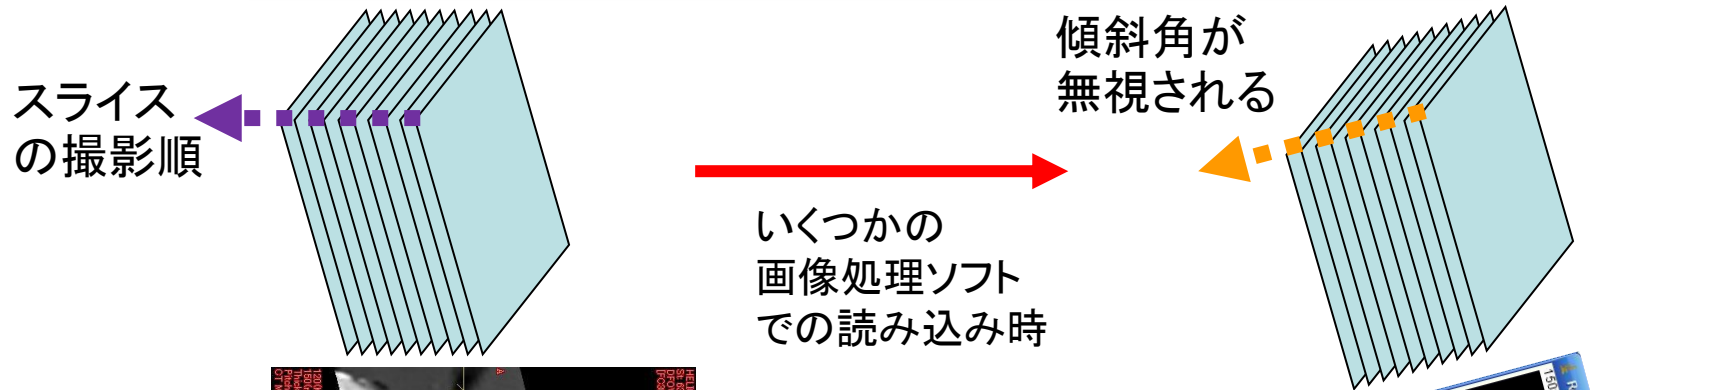 スライス
の撮影順
傾斜角が
無視される
いくつかの
画像処理ソフト
での読み込み時
A